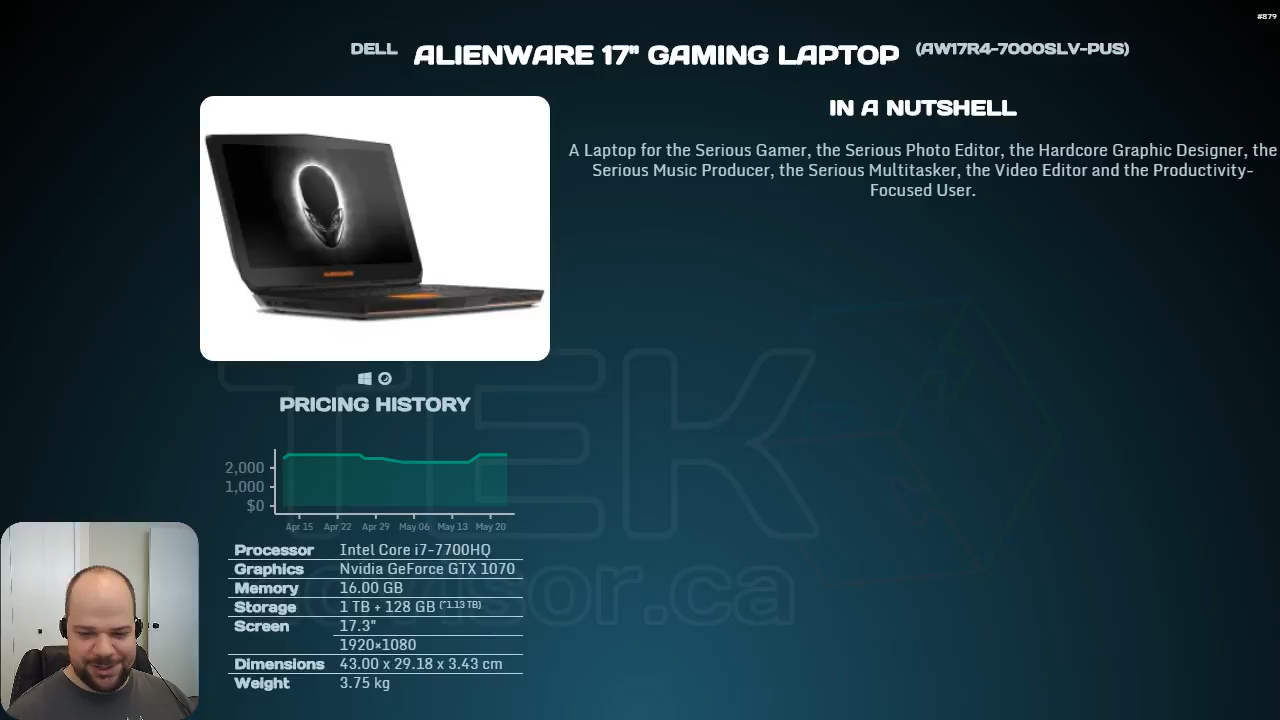 #879
DELL ALIENWARE 17" GAMING LAPTOP (AW17R4-7000SLV-PUS)
IN A NUTSHELL
A Laptop for the Serious Gamer, the Serious Photo Editor, the Hardcore Graphic Designer, the
Serious Music Producer, the Serious Multitasker, the Video Editor and the Productivity-
Focused User.
ALIENWARE
PRICING HISTORY
2,000
1,000
$0
Apr 15 Apr 22 Apr 29 May 06 May 13 May 20
Processor Intel Core i7-7700HQ
Graphics Nvidia GeForce GTX 1070
Memory 16.00 GB
Storage 1 TB + 128 GB (~1.13 TB)
Screen 17.3"
1920×1080
Dimensions 43.00 x 29.18 x 3.43 cm
Weight 3.75 kg